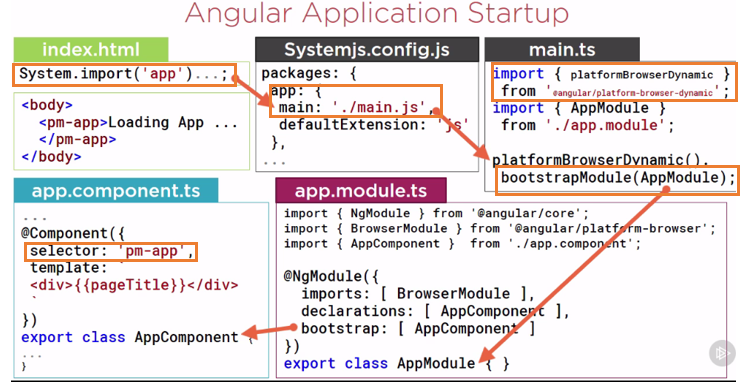 Angular Application Startup
index.html
System.import('app')...;
<body>
<pm-app>Loading App ...
</pm-app>
</body>
Systemjs.config.js
packages: {
app: {
main: './main.js',
defaultExtension: 'js'
},
...
main.ts
import { platformBrowserDynamic }
from '@angular/platform-browser-dynamic';
import { AppModule }
from './app.module';
platformBrowserDynamic().
bootstrapModule(AppModule);
app.component.ts
...
@Component({
selector: 'pm-app',
template: `
<div>{{pageTitle}}</div>
`
})
export class AppComponent {
...
}
app.module.ts
import { NgModule } from '@angular/core';
import { BrowserModule } from '@angular/platform-browser';
import { AppComponent }  from './app.component';
@NgModule({
imports: [ BrowserModule ],
declarations: [ AppComponent ],
bootstrap: [ AppComponent ]
})
export class AppModule { }